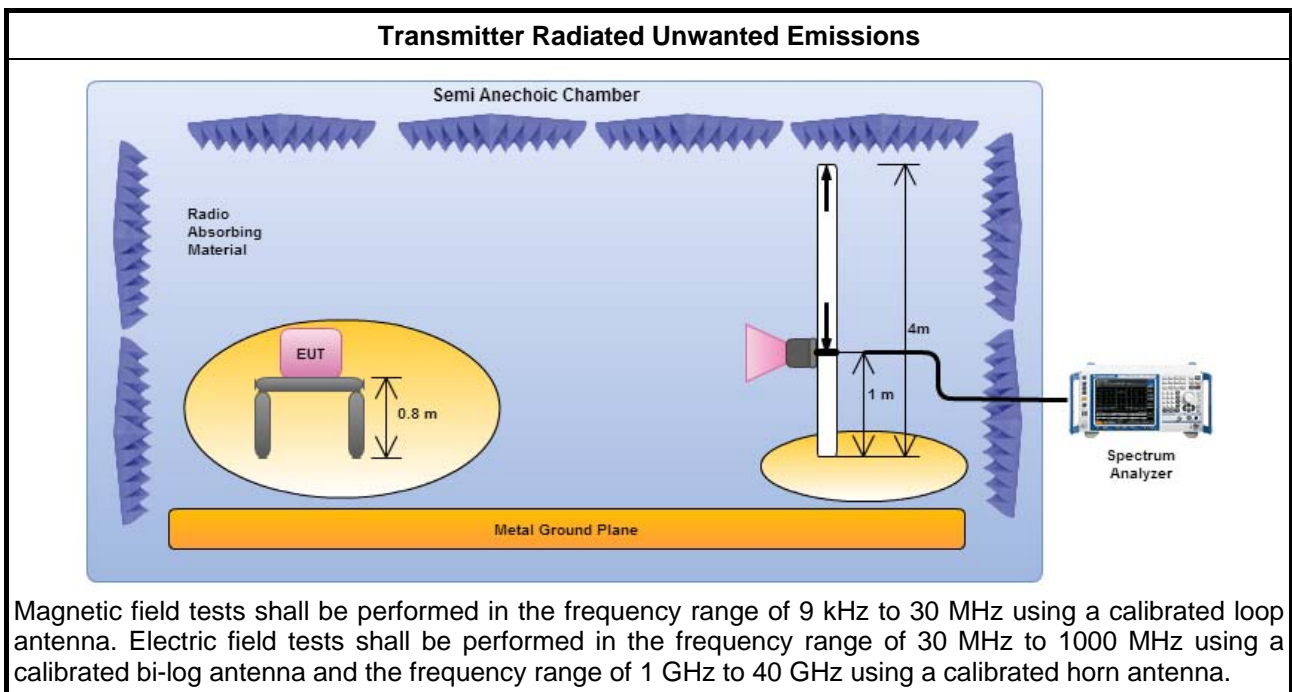 Transmitter Radiated Unwanted Emissions
Semi Anechoic Chamber
Radio
Absorbing
Material
EUT
0.8 m
4m
1 m
Spectrum
Analyzer
Metal Ground Plane
Magnetic field tests shall be performed in the frequency range of 9 kHz to 30 MHz using a calibrated loop
antenna. Electric field tests shall be performed in the frequency range of 30 MHz to 1000 MHz using a
calibrated bi-log antenna and the frequency range of 1 GHz to 40 GHz using a calibrated horn antenna.